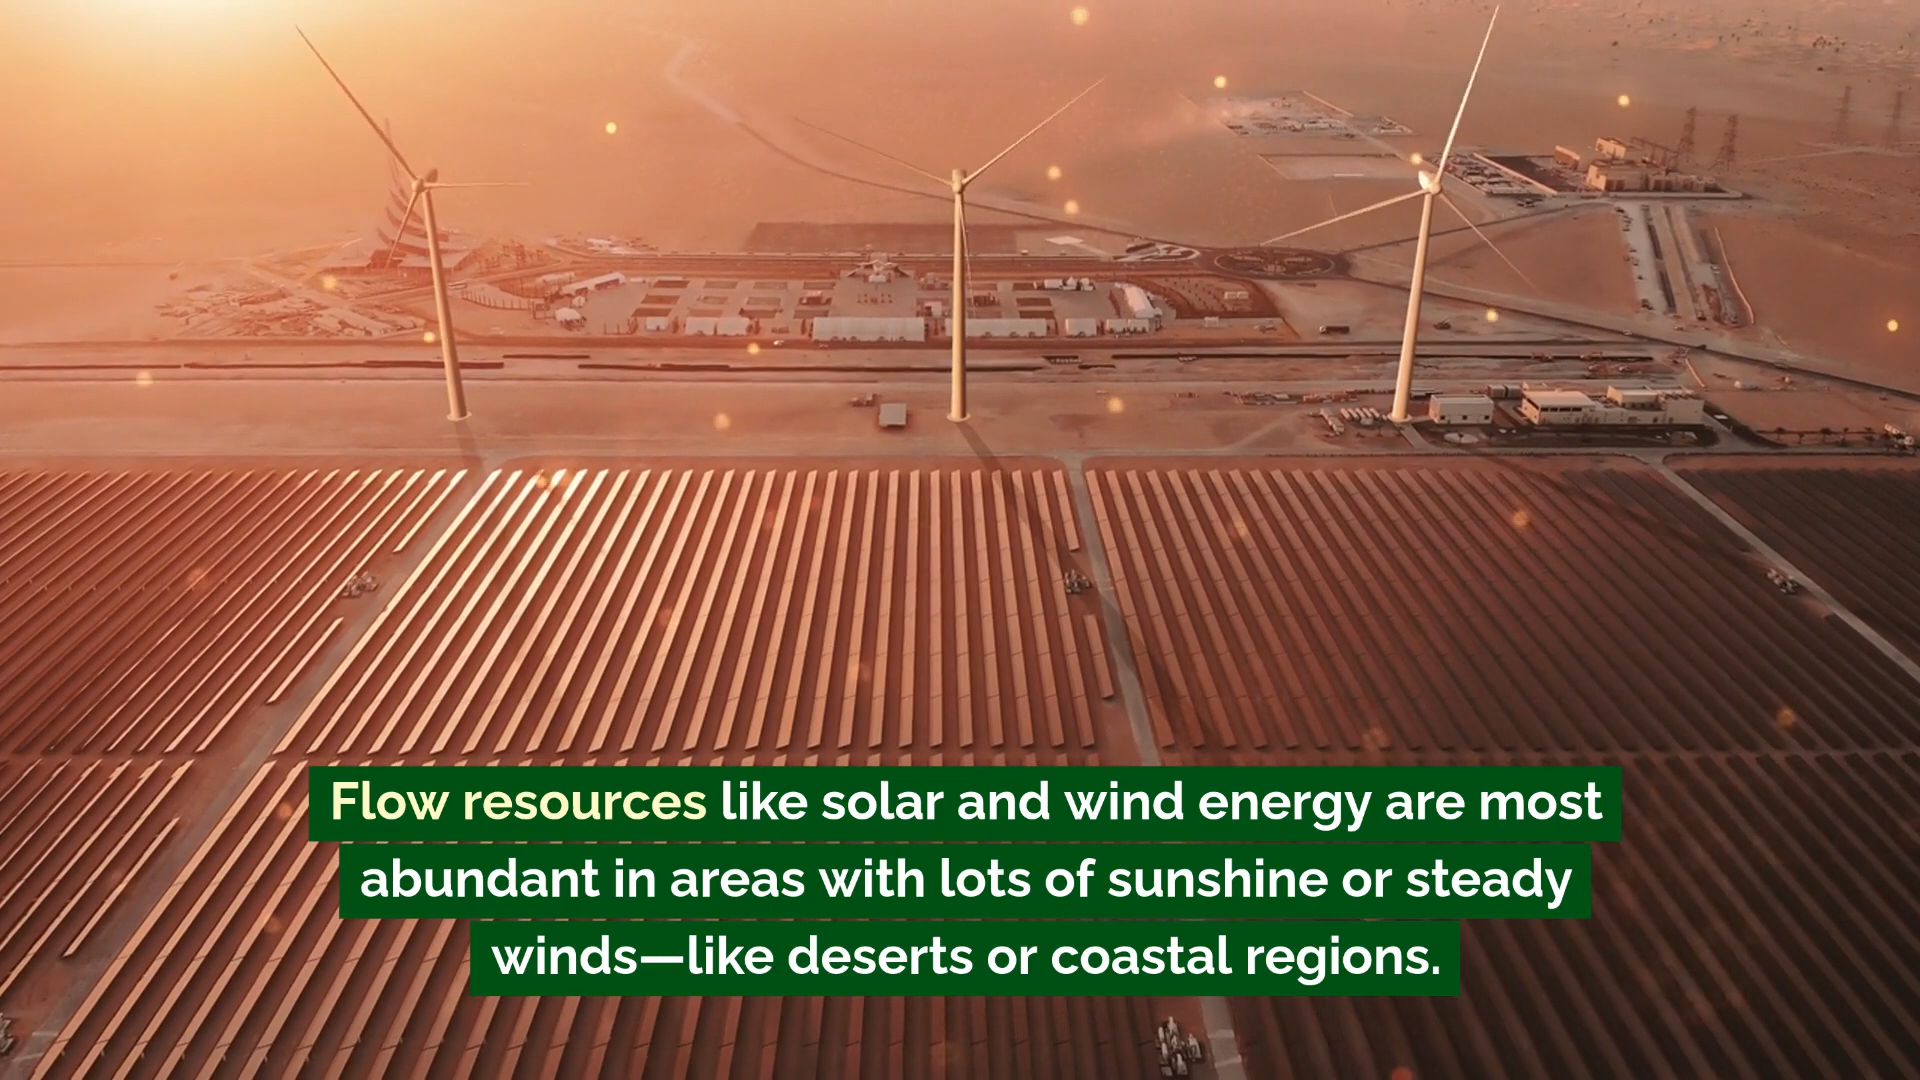 Flow resources like solar and wind energy are most
abundant in areas with lots of sunshine or steady
winds—like deserts or coastal regions.